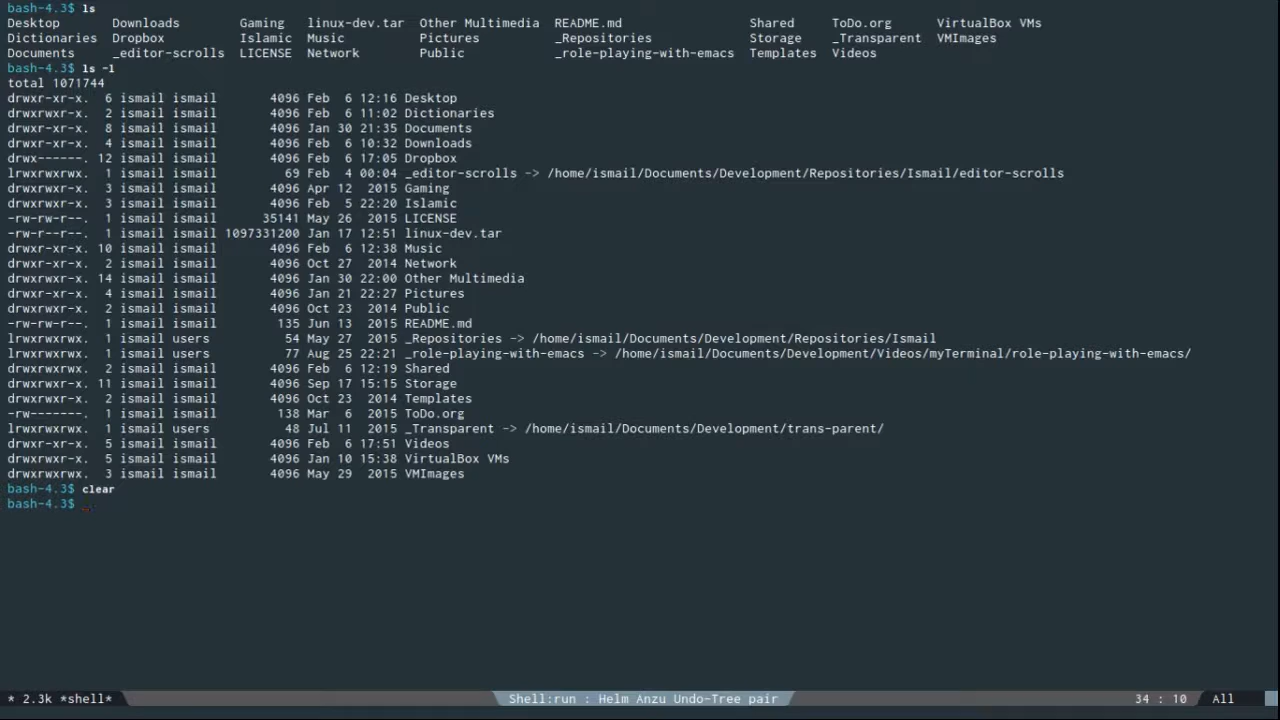 bash-4.3$ ls
Desktop Downloads Gaming linux-dev.tar Other Multimedia README.md Shared ToDo.org VirtualBox VMs
Dictionaries Dropbox Islamic Music Pictures _Repositories Storage _Transparent VMImages
Documents _editor-scrolls LICENSE Network Public _role-playing-with-emacs Templates Videos
bash-4.3$ ls -l
total 1071744
drwxr-xr-x. 6 ismail ismail 4096 Feb 6 12:16 Desktop
drwxrwxr-x. 2 ismail ismail 4096 Feb 6 11:02 Dictionaries
drwxr-xr-x. 8 ismail ismail 4096 Jan 30 21:35 Documents
drwxr-xr-x. 4 ismail ismail 4096 Feb 6 10:32 Downloads
drwx------. 12 ismail ismail 4096 Feb 6 17:05 Dropbox
lrwxrwxrwx. 1 ismail ismail 69 Feb 4 00:04 _editor-scrolls -> /home/ismail/Documents/Development/Repositories/Ismail/editor-scrolls
drwxrwxr-x. 3 ismail ismail 4096 Apr 12 2015 Gaming
drwxrwxr-x. 3 ismail ismail 4096 Feb 5 22:20 Islamic
-rw-rw-r--. 1 ismail ismail 35141 May 26 2015 LICENSE
-rw-r--r--. 1 ismail ismail 1097331200 Jan 17 12:51 linux-dev.tar
drwxr-xr-x. 10 ismail ismail 4096 Feb 6 12:38 Music
drwxrwxr-x. 2 ismail ismail 4096 Oct 27 2014 Network
drwxrwxr-x. 14 ismail ismail 4096 Jan 30 22:00 Other Multimedia
drwxr-xr-x. 4 ismail ismail 4096 Jan 21 22:27 Pictures
drwxr-xr-x. 2 ismail ismail 4096 Oct 23 2014 Public
-rw-rw-r--. 1 ismail ismail 135 Jun 13 2015 README.md
lrwxrwxrwx. 1 ismail users 54 May 27 2015 _Repositories -> /home/ismail/Documents/Development/Repositories/Ismail
lrwxrwxrwx. 1 ismail users 77 Aug 25 22:21 _role-playing-with-emacs -> /home/ismail/Documents/Development/Videos/myTerminal/role-playing-with-emacs/
drwxrwxrwx. 2 ismail ismail 4096 Feb 6 12:19 Shared
drwxrwxr-x. 11 ismail ismail 4096 Sep 17 15:15 Storage
drwxr-xr-x. 2 ismail ismail 4096 Oct 23 2014 Templates
-rw-------. 1 ismail ismail 138 Mar 6 2015 ToDo.org
lrwxrwxrwx. 1 ismail users 48 Jul 11 2015 _Transparent -> /home/ismail/Documents/Development/trans-parent/
drwxr-xr-x. 5 ismail ismail 4096 Feb 6 17:51 Videos
drwxrwxr-x. 5 ismail ismail 4096 Jan 10 15:38 VirtualBox VMs
drwxrwxrwx. 3 ismail ismail 4096 May 29 2015 VMImages
bash-4.3$ clear
bash-4.3$
* 2.3k *shell* Shell:run : Helm Anzu Undo-Tree pair 34 : 10 All